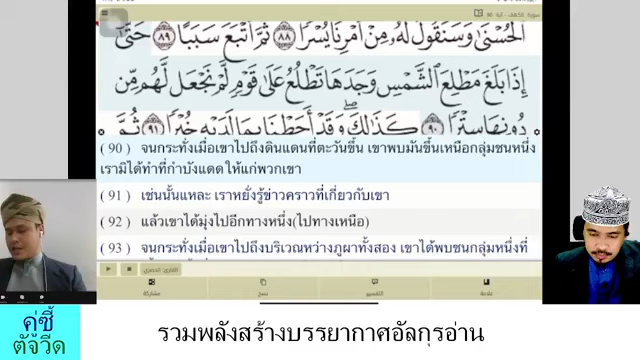 سورة الكهف، آية 90
الْحُسْنَىٰ وَسَنَقُولُ لَهُ مِنْ أَمْرِنَا يُسْرًا ٨٨ ثُمَّ أَتْبَعَ سَبَبًا ٨٩ حَتَّىٰ
إِذَا بَلَغَ مَطْلِعَ الشَّمْسِ وَجَدَهَا تَطْلُعُ عَلَىٰ قَوْمٍ لَّمْ نَجْعَل لَّهُم مِّن
دُونِهَا سِتْرًا ٩٠ كَذَٰلِكَ ۖ وَقَدْ أَحَطْنَا بِمَا لَدَيْهِ خُبْرًا ٩١ ثُمَّ
(90) จนกระทั่งเมื่อเขาไปถึงดินแดนที่ตะวันขึ้น เขาพบมันขึ้นเหนือกลุ่มชนหนึ่ง
เรามิได้ทำที่กำบังแดด ให้แก่พวกเขา
(91) เช่นนั้นแหละ เราหยั่งรู้ข่าวคราวที่เกี่ยวกับเขา
(92) แล้วเขาได้มุ่งไปอีกทางหนึ่ง(ไปทางเหนือ)
(93) จนกระทั่งเมื่อเขาไปถึงบริเวณหว่างภูผาทั้งสอง เขาได้พบชนกลุ่มหนึ่งที่
القارئ: الحصري
مشاركة
نسخ
التفسير
علامة
คู่ซี้
ตัจวีด
รวมพลังสร้างบรรยากาศอัลกุรอ่าน